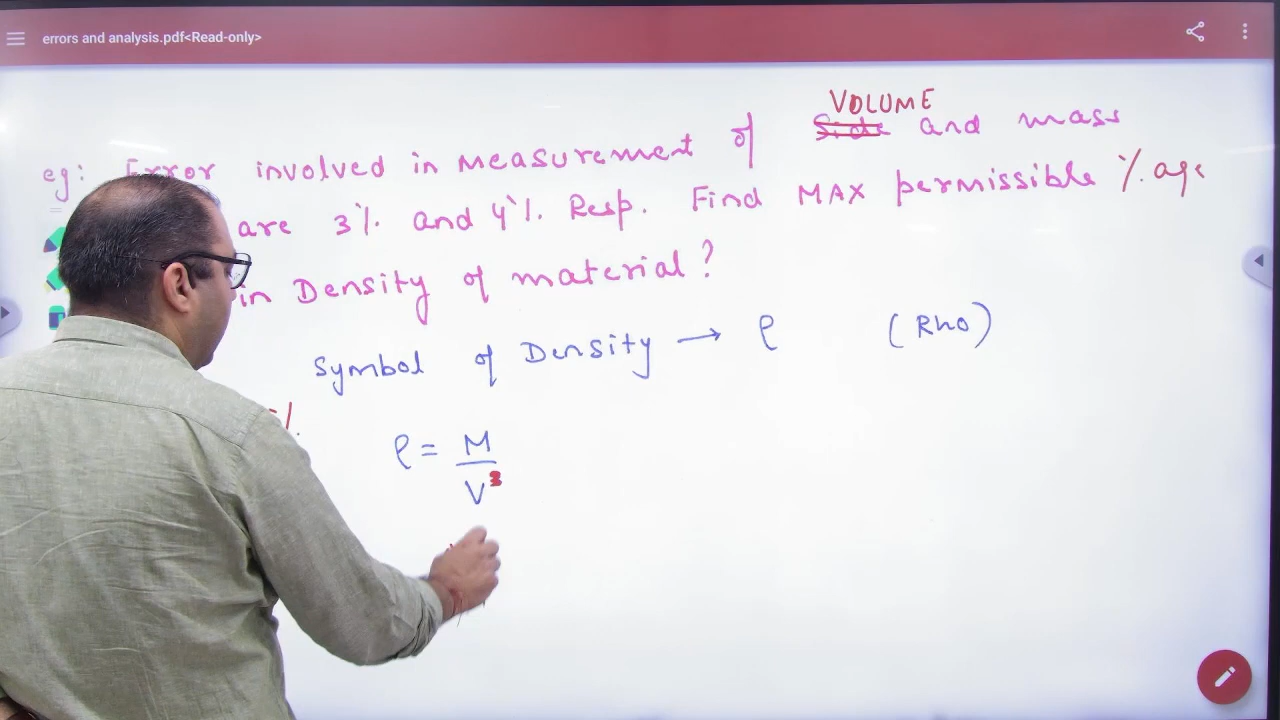 errors and analysis.pdf<Read-only>
VOLUME
eg: Error involved in measurement of Side and mass
are 3% and 4% Resp. Find MAX permissible %age
in Density of material?
Symbol of Density → ρ (Rho)
%.
ρ = M
V